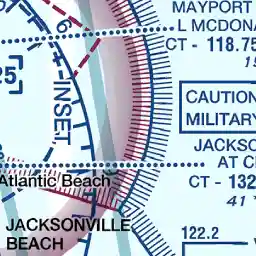 MAYPORT
L MCDONA
CT - 118.75
15
25
INSET
CAUTION
MILITARY
JACKSO
AT C
Atlantic Beach
CT - 132
41 *
JACKSONVILLE
BEACH
122.2